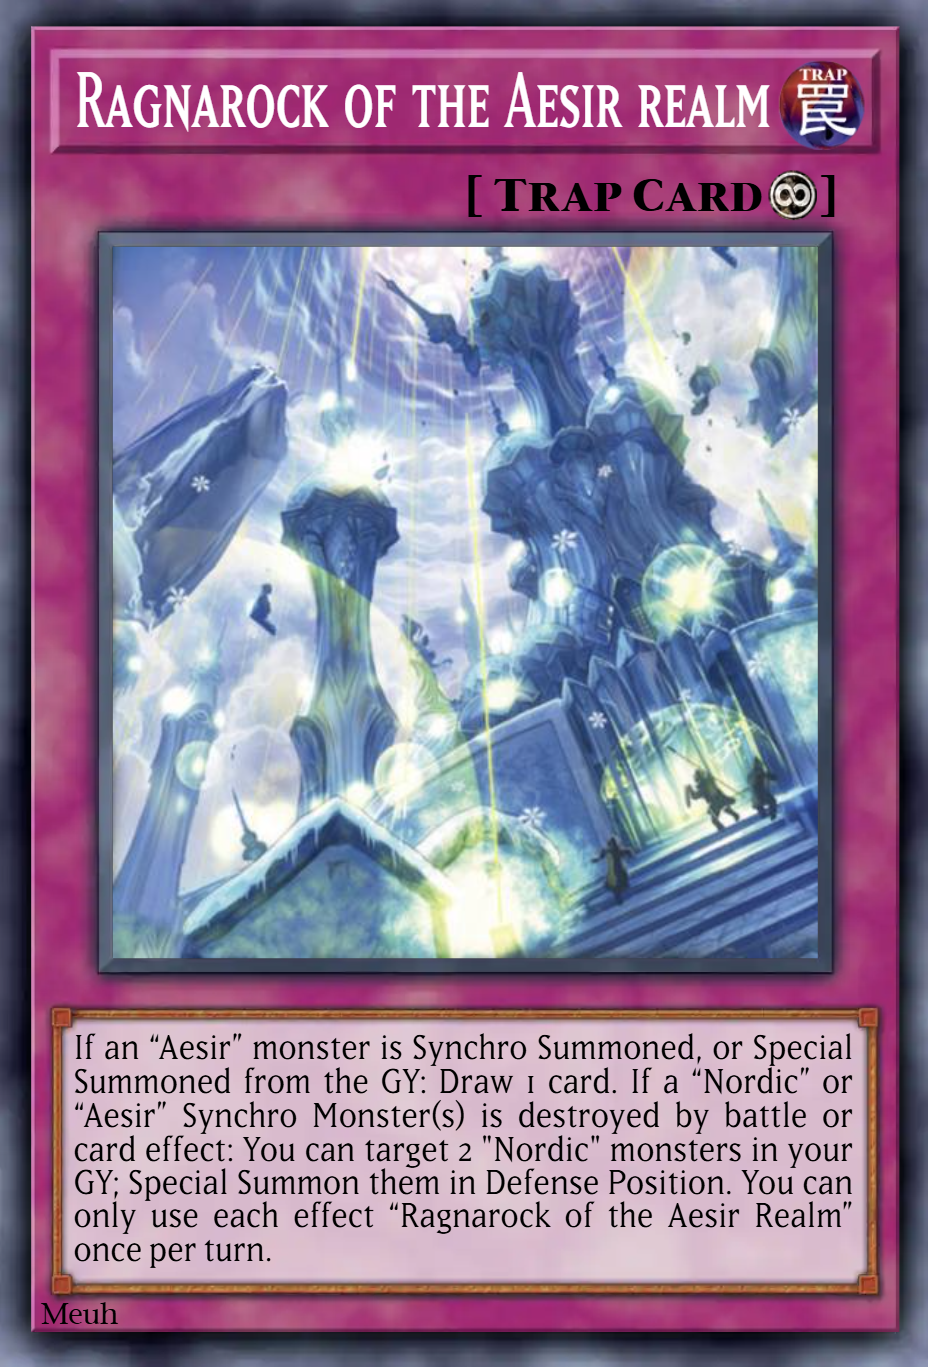 Ragnarock of the Aesir realm
TRAP
罠
[ Trap Card ]
If an “Aesir” monster is Synchro Summoned, or Special
Summoned from the GY: Draw 1 card. If a “Nordic” or
“Aesir” Synchro Monster(s) is destroyed by battle or
card effect: You can target 2 "Nordic" monsters in your
GY; Special Summon them in Defense Position. You can
only use each effect “Ragnarock of the Aesir Realm”
once per turn.
Meuh